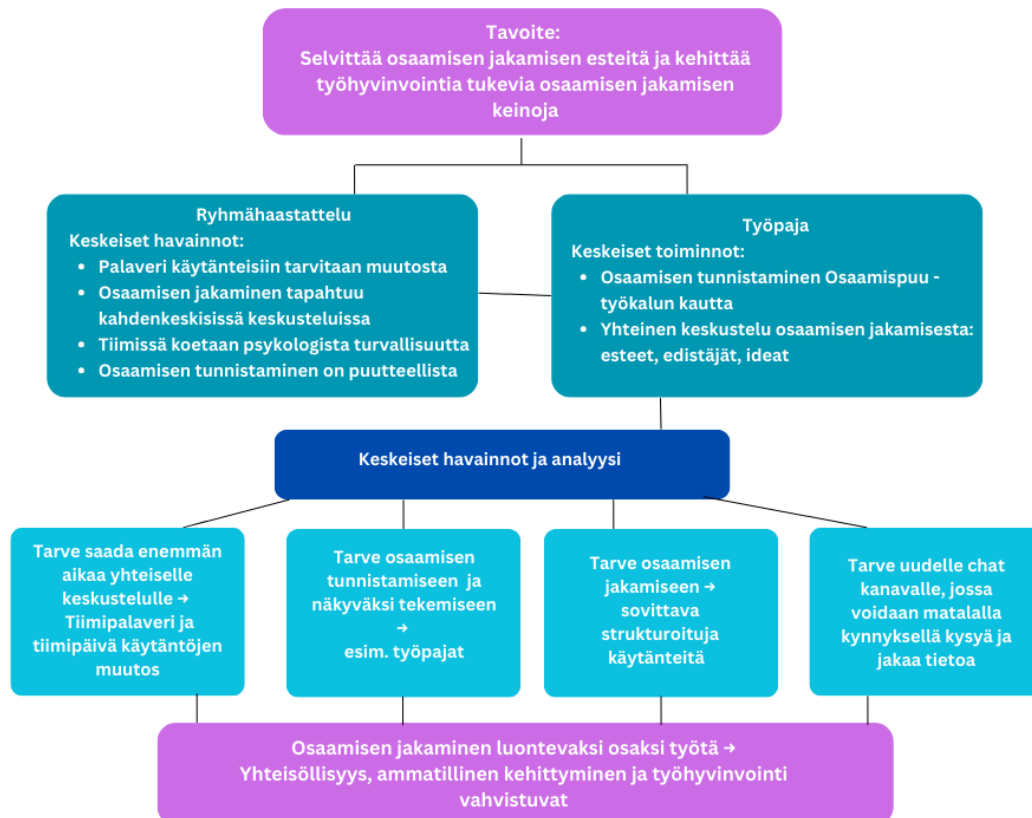 Tavoite:
Selvittää osaamisen jakamisen esteitä ja kehittää
työhyvinvointia tukevia osaamisen jakamisen
keinoja
Ryhmähaastattelu
Keskeiset havainnot:
• Palaveri käytänteisiin tarvitaan muutosta
• Osaamisen jakaminen tapahtuu
kahdenkeskisissä keskusteluissa
• Tiimissä koetaan psykologista turvallisuutta
• Osaamisen tunnistaminen on puutteellista
Työpaja
Keskeiset toiminnot:
• Osaamisen tunnistaminen Osaamispuu -
työkalun kautta
• Yhteinen keskustelu osaamisen jakamisesta:
esteet, edistäjät, ideat
Keskeiset havainnot ja analyysi
Tarve saada enemmän
aikaa yhteiselle
keskustelulle →
Tiimipalaveri ja
tiimipäivä käytäntöjen
muutos
Tarve osaamisen
tunnistamiseen ja
näkyväksi tekemiseen
→
esim. työpajat
Tarve osaamisen
jakamiseen →
sovittava
strukturoituja
käytänteitä
Tarve uudelle chat
kanavalle, jossa
voidaan matalalla
kynnyksellä kysyä ja
jakaa tietoa
Osaamisen jakaminen luontevaksi osaksi työtä →
Yhteisöllisyys, ammatillinen kehittyminen ja työhyvinvointi
vahvistuvat